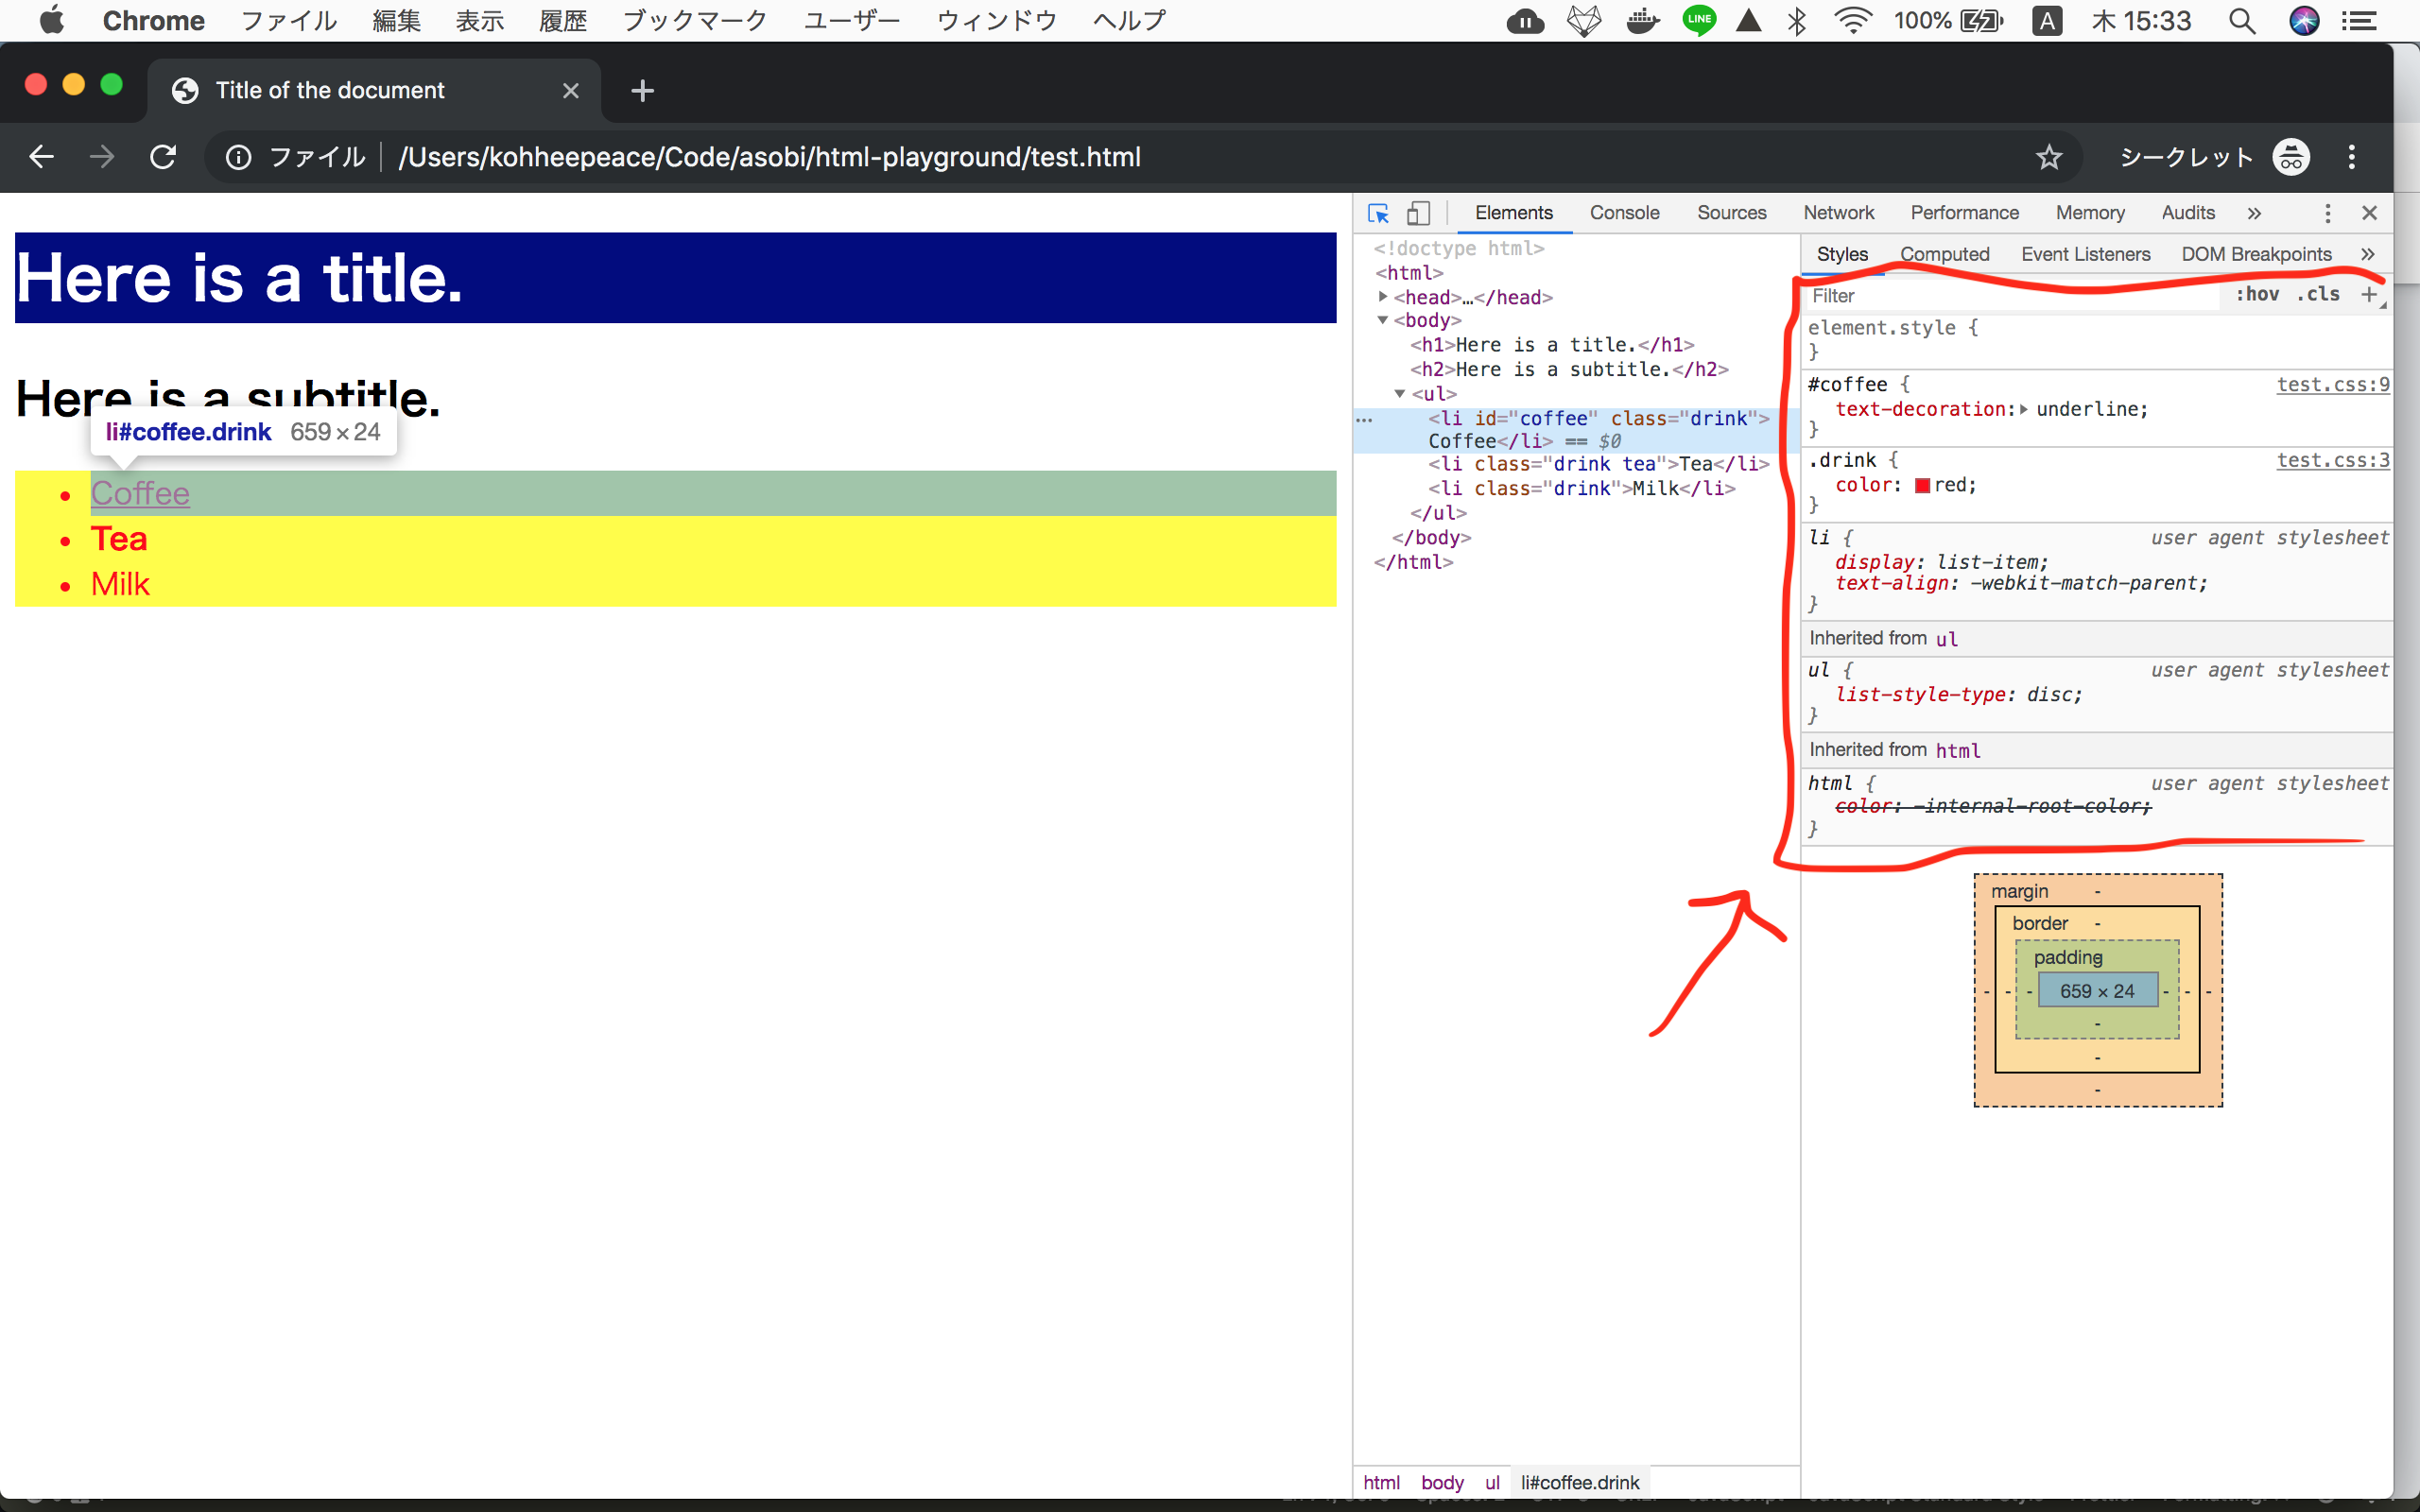 Chrome ファイル 編集 表示 履歴 ブックマーク ユーザー ウィンドウ ヘルプ LINE 100% A 木 15:33
Title of the document
ファイル /Users/kohheepeace/Code/asobi/html-playground/test.html シークレット
Here is a title.
Here is a subtitle.
li#coffee.drink 659 × 24
Coffee
Tea
Milk
Elements Console Sources Network Performance Memory Audits »
<!doctype html>
<html>
<head>…</head>
<body>
<h1>Here is a title.</h1>
<h2>Here is a subtitle.</h2>
<ul>
<li id="coffee" class="drink">
Coffee</li> == $0
<li class="drink tea">Tea</li>
<li class="drink">Milk</li>
</ul>
</body>
</html>
Styles Computed Event Listeners DOM Breakpoints »
Filter :hov .cls +
element.style {
}
#coffee { test.css:9
text-decoration: underline;
}
.drink { test.css:3
color: red;
}
li { user agent stylesheet
display: list-item;
text-align: -webkit-match-parent;
}
Inherited from ul
ul { user agent stylesheet
list-style-type: disc;
}
Inherited from html
html { user agent stylesheet
color: -internal-root-color;
}
margin -
border -
padding -
- - - 659 × 24 - - -
-
-
-
html body ul li#coffee.drink